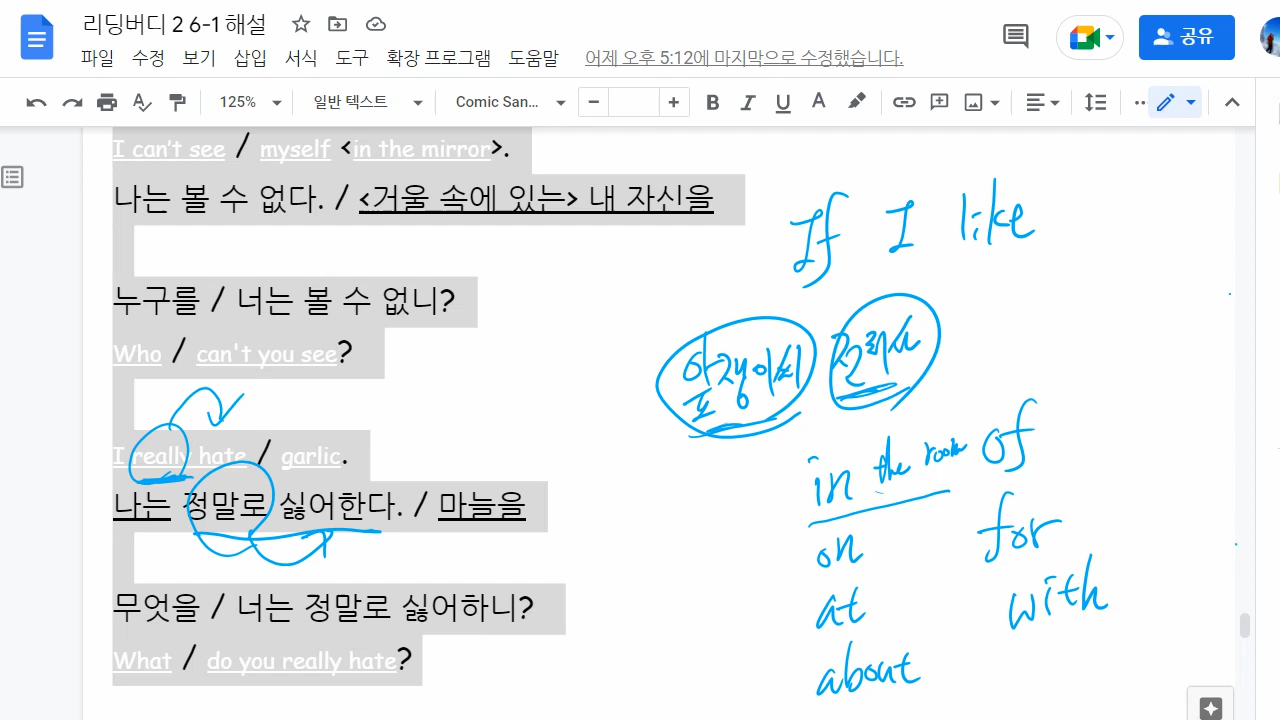 리딩버디 2 6-1 해설
파일 수정 보기 삽입 서식 도구 확장 프로그램 도움말 어제 오후 5:12에 마지막으로 수정했습니다.
공유
125% 일반 텍스트 Comic San... B I U A
I can't see / myself <in the mirror>.
나는 볼 수 없다. / <거울 속에 있는> 내 자신을
누구를 / 너는 볼 수 없니?
Who / can't you see?
I really hate / garlic.
나는 정말로 싫어한다. / 마늘을
무엇을 / 너는 정말로 싫어하니?
What / do you really hate?
If I like
앞쟁이씨 전치사
in the room of
on for
at with
about